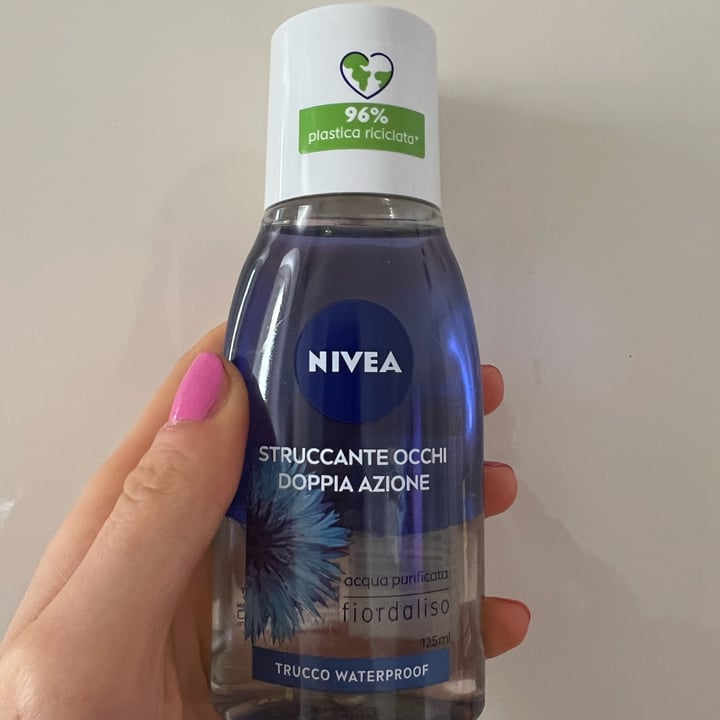 96%
plastica riciclata*
NIVEA
STRUCCANTE OCCHI
DOPPIA AZIONE
acqua purificata
fiordaliso
125ml
TRUCCO WATERPROOF